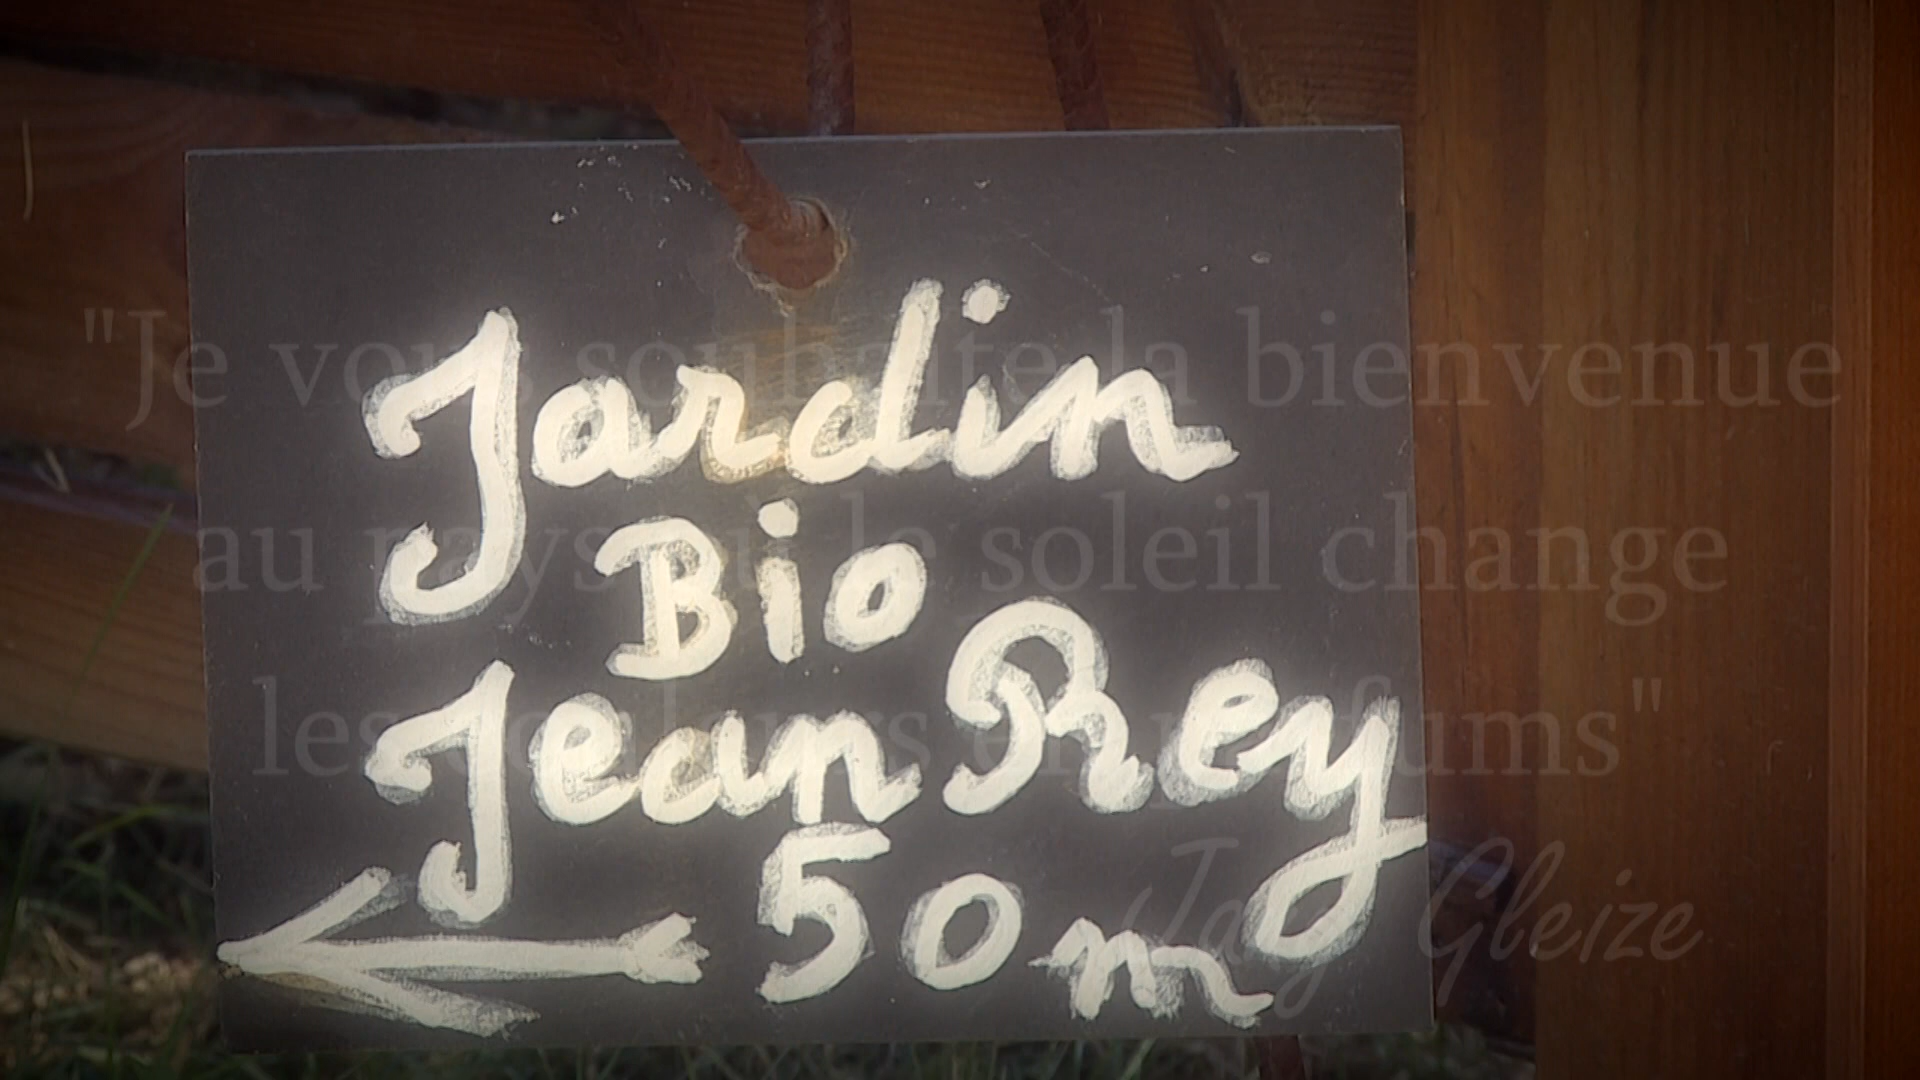 Jardin
Bio
Jean Rey
50m
"Je vous souhaite la bienvenue
au pays où le soleil change
les couleurs en parfums"
Gleize